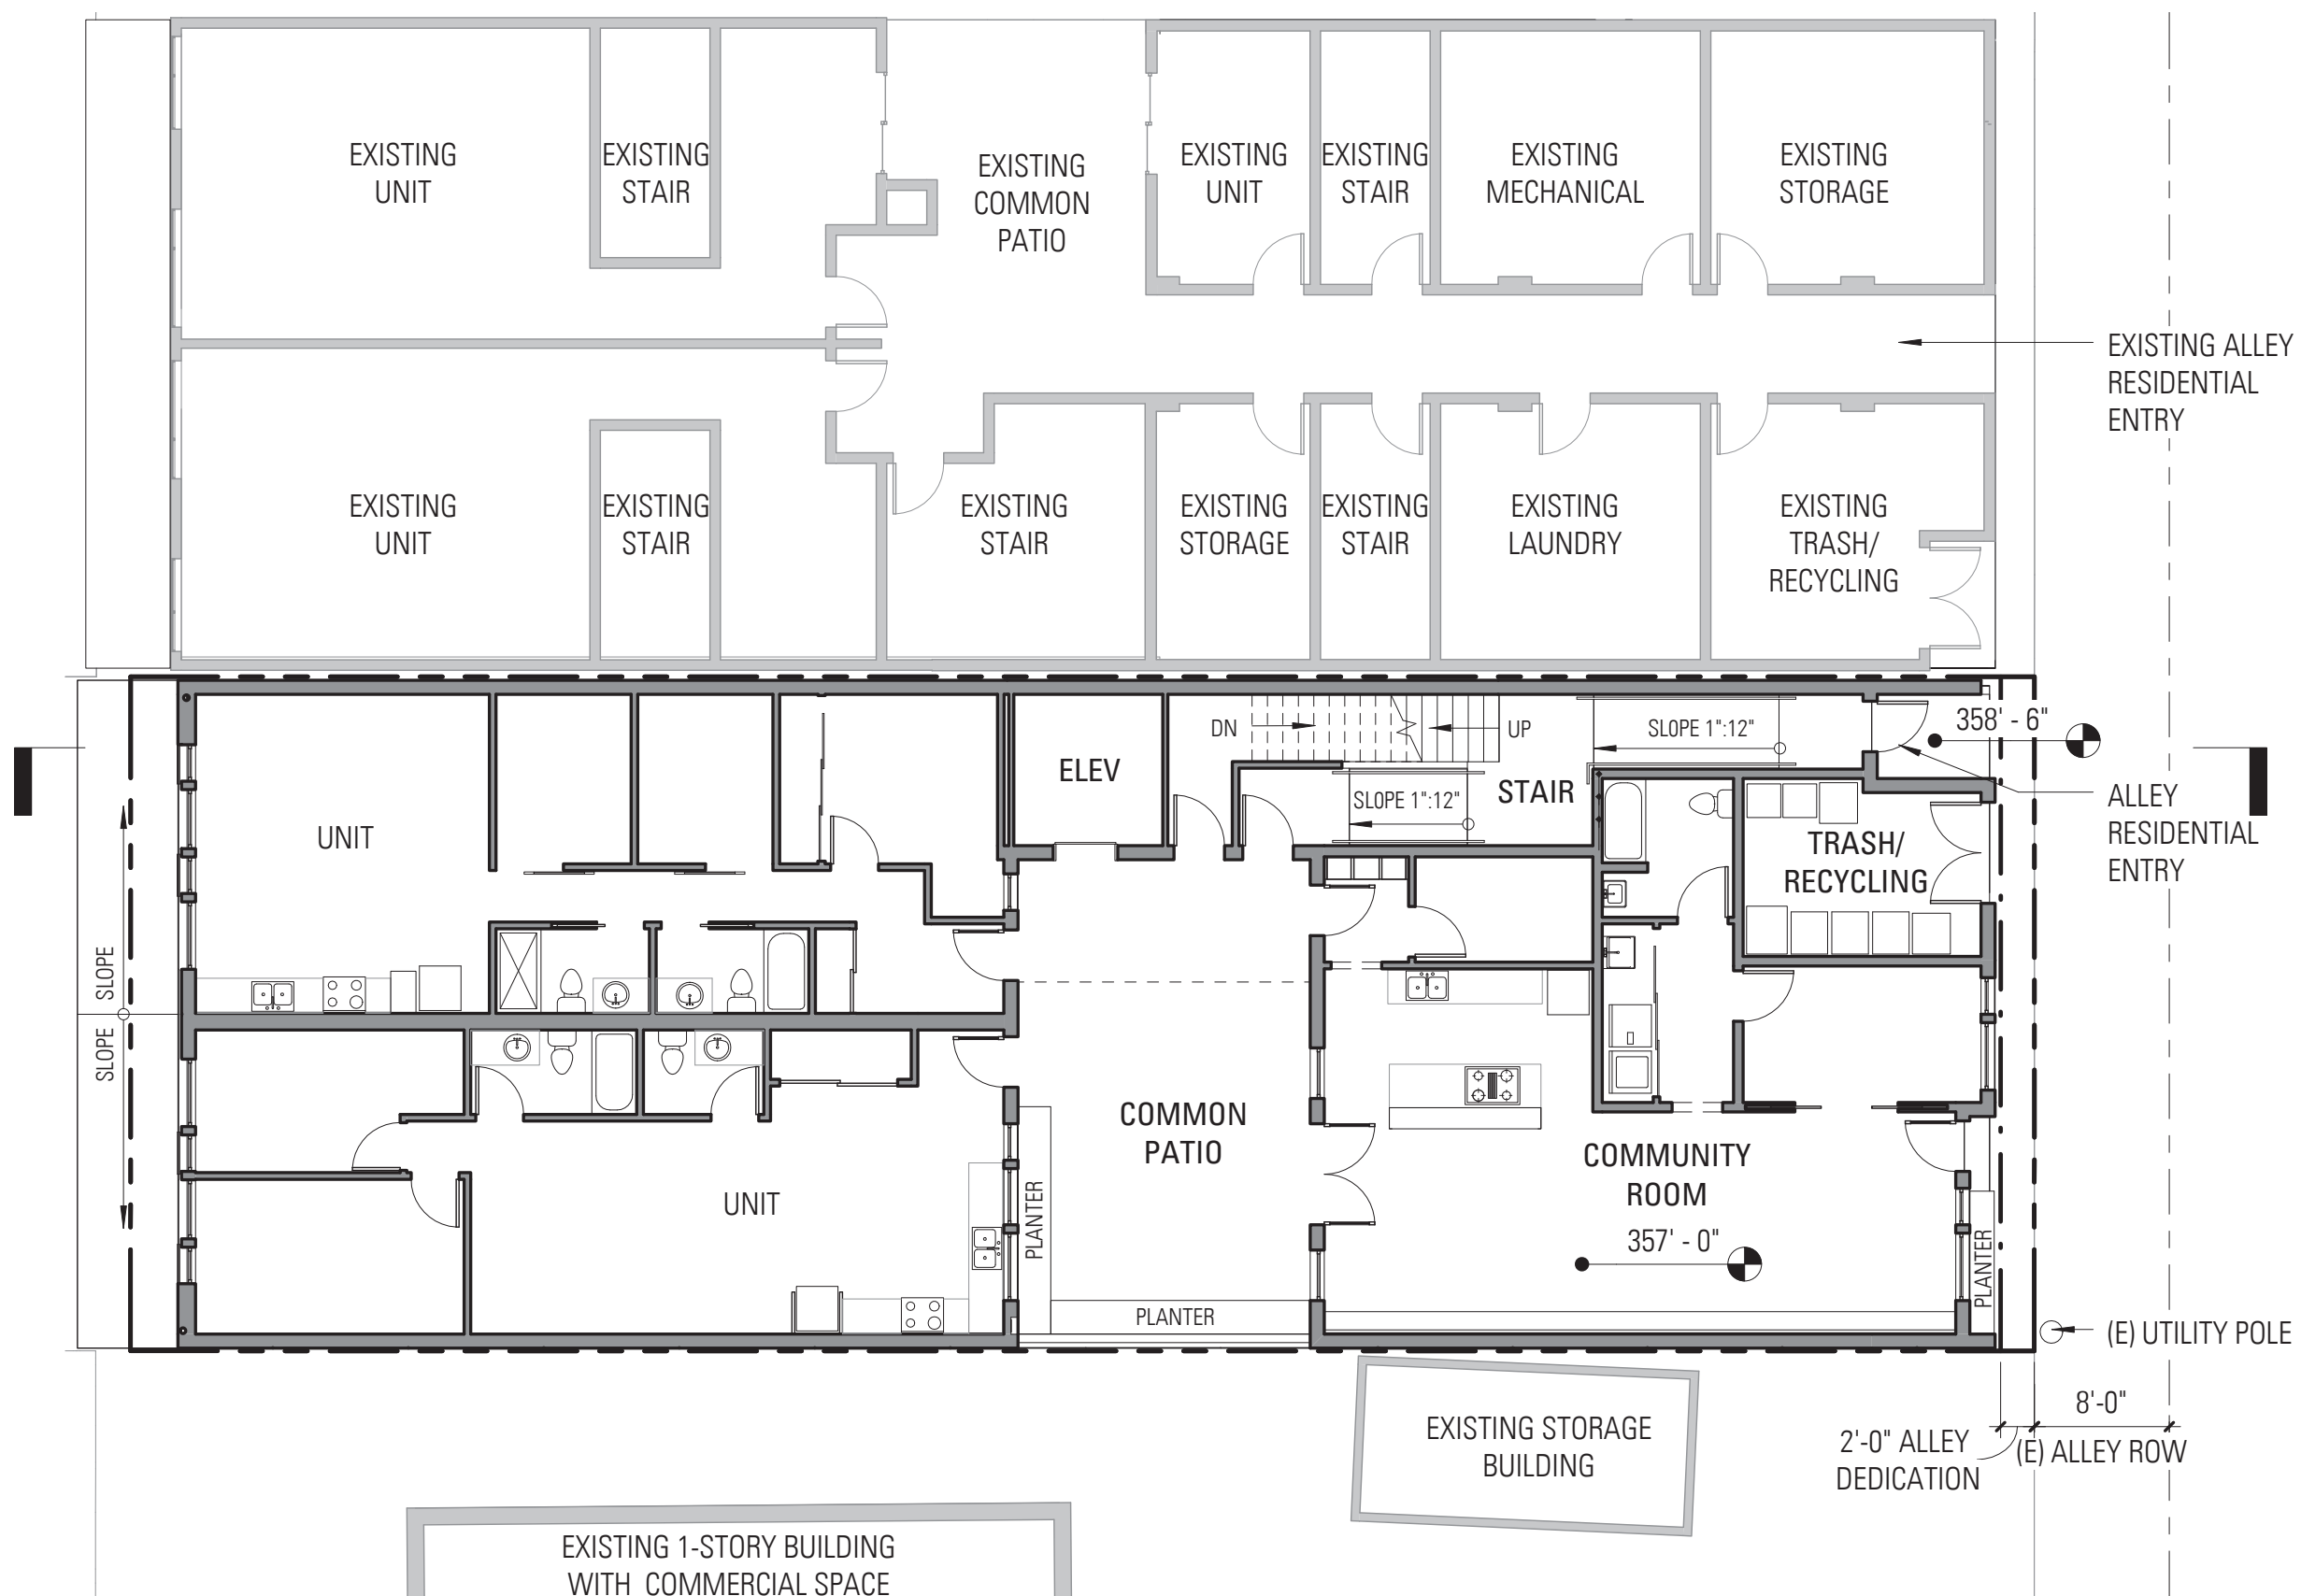 EXISTING
UNIT
EXISTING
STAIR
EXISTING
COMMON
PATIO
EXISTING
UNIT
EXISTING
STAIR
EXISTING
MECHANICAL
EXISTING
STORAGE
EXISTING ALLEY
RESIDENTIAL
ENTRY
EXISTING
UNIT
EXISTING
STAIR
EXISTING
STAIR
EXISTING
STORAGE
EXISTING
STAIR
EXISTING
LAUNDRY
EXISTING
TRASH/
RECYCLING
UNIT
ELEV
DN
UP
SLOPE 1":12"
SLOPE 1":12"
STAIR
358' - 6"
TRASH/
RECYCLING
ALLEY
RESIDENTIAL
ENTRY
SLOPE
SLOPE
UNIT
PLANTER
COMMON
PATIO
PLANTER
COMMUNITY
ROOM
357' - 0"
PLANTER
(E) UTILITY POLE
8'-0"
2'-0" ALLEY
DEDICATION
(E) ALLEY ROW
EXISTING STORAGE
BUILDING
EXISTING 1-STORY BUILDING
WITH COMMERCIAL SPACE